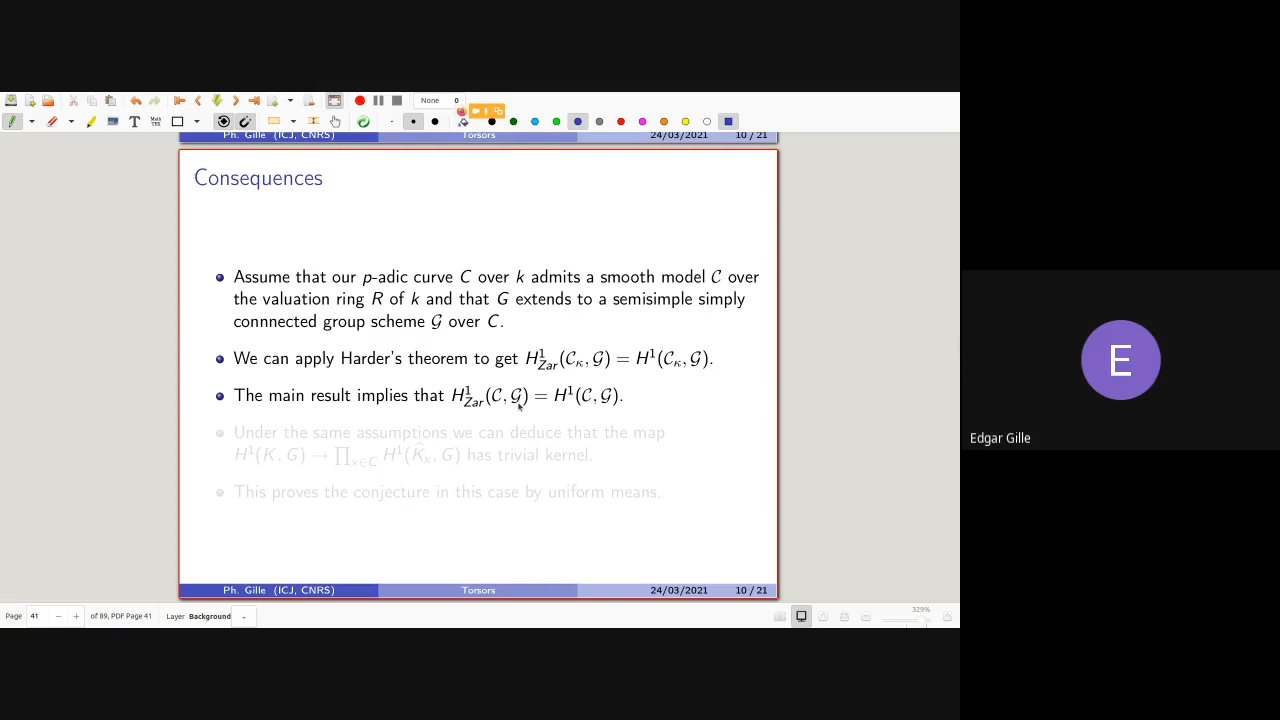 None 0
T Math TEX
Ph. Gille (ICJ, CNRS) Torsors 24/03/2021 10 / 21
Consequences
Assume that our p-adic curve C over k admits a smooth model 𝒞 over
the valuation ring R of k and that G extends to a semisimple simply
connnected group scheme 𝒢 over C.
We can apply Harder's theorem to get H¹_Zar(𝒞_κ, 𝒢) = H¹(𝒞_κ, 𝒢).
The main result implies that H¹_Zar(𝒞, 𝒢) = H¹(𝒞, 𝒢).
Under the same assumptions we can deduce that the map
H¹(K, G) → ∏_{x∈C} H¹(K̂_x, G) has trivial kernel.
This proves the conjecture in this case by uniform means.
Ph. Gille (ICJ, CNRS) Torsors 24/03/2021 10 / 21
Page 41 − + of 89, PDF Page 41 Layer Background 329%
E
Edgar Gille